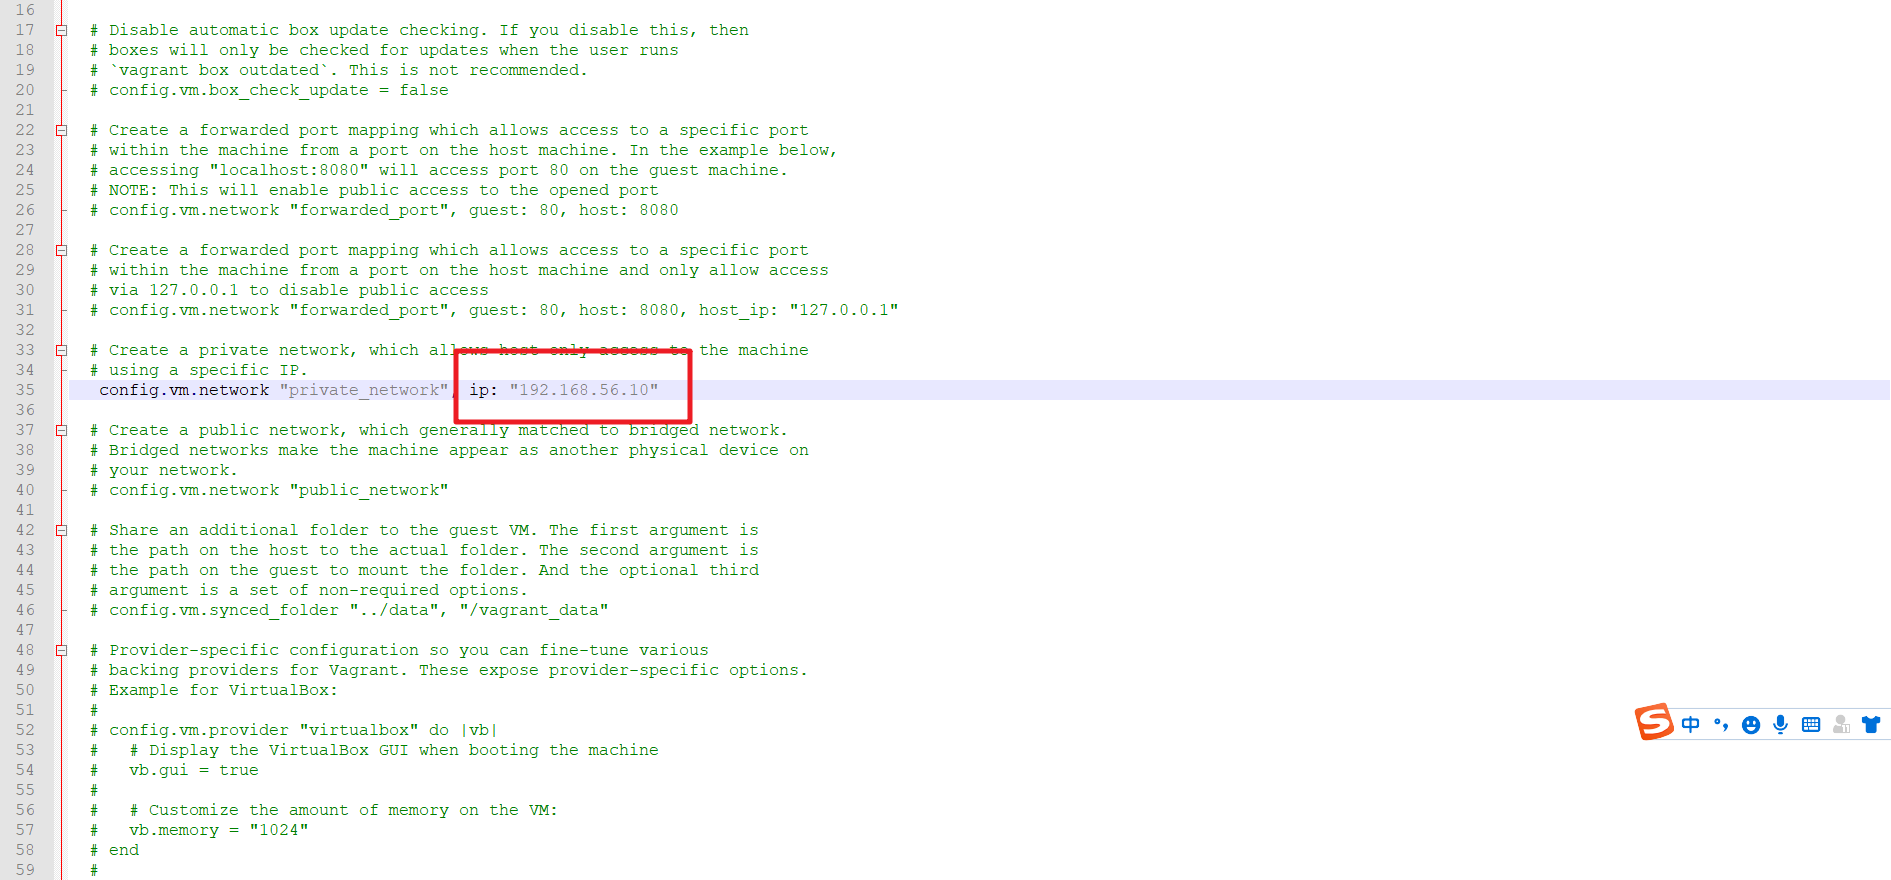 16
17 # Disable automatic box update checking. If you disable this, then
18 # boxes will only be checked for updates when the user runs
19 # `vagrant box outdated`. This is not recommended.
20 # config.vm.box_check_update = false
21
22 # Create a forwarded port mapping which allows access to a specific port
23 # within the machine from a port on the host machine. In the example below,
24 # accessing "localhost:8080" will access port 80 on the guest machine.
25 # NOTE: This will enable public access to the opened port
26 # config.vm.network "forwarded_port", guest: 80, host: 8080
27
28 # Create a forwarded port mapping which allows access to a specific port
29 # within the machine from a port on the host machine and only allow access
30 # via 127.0.0.1 to disable public access
31 # config.vm.network "forwarded_port", guest: 80, host: 8080, host_ip: "127.0.0.1"
32
33 # Create a private network, which allows host-only access to the machine
34 # using a specific IP.
35 config.vm.network "private_network", ip: "192.168.56.10"
36
37 # Create a public network, which generally matched to bridged network.
38 # Bridged networks make the machine appear as another physical device on
39 # your network.
40 # config.vm.network "public_network"
41
42 # Share an additional folder to the guest VM. The first argument is
43 # the path on the host to the actual folder. The second argument is
44 # the path on the guest to mount the folder. And the optional third
45 # argument is a set of non-required options.
46 # config.vm.synced_folder "../data", "/vagrant_data"
47
48 # Provider-specific configuration so you can fine-tune various
49 # backing providers for Vagrant. These expose provider-specific options.
50 # Example for VirtualBox:
51 #
52 # config.vm.provider "virtualbox" do |vb|
53 #   # Display the VirtualBox GUI when booting the machine
54 #   vb.gui = true
55 #
56 #   # Customize the amount of memory on the VM:
57 #   vb.memory = "1024"
58 # end
59 #
S 中